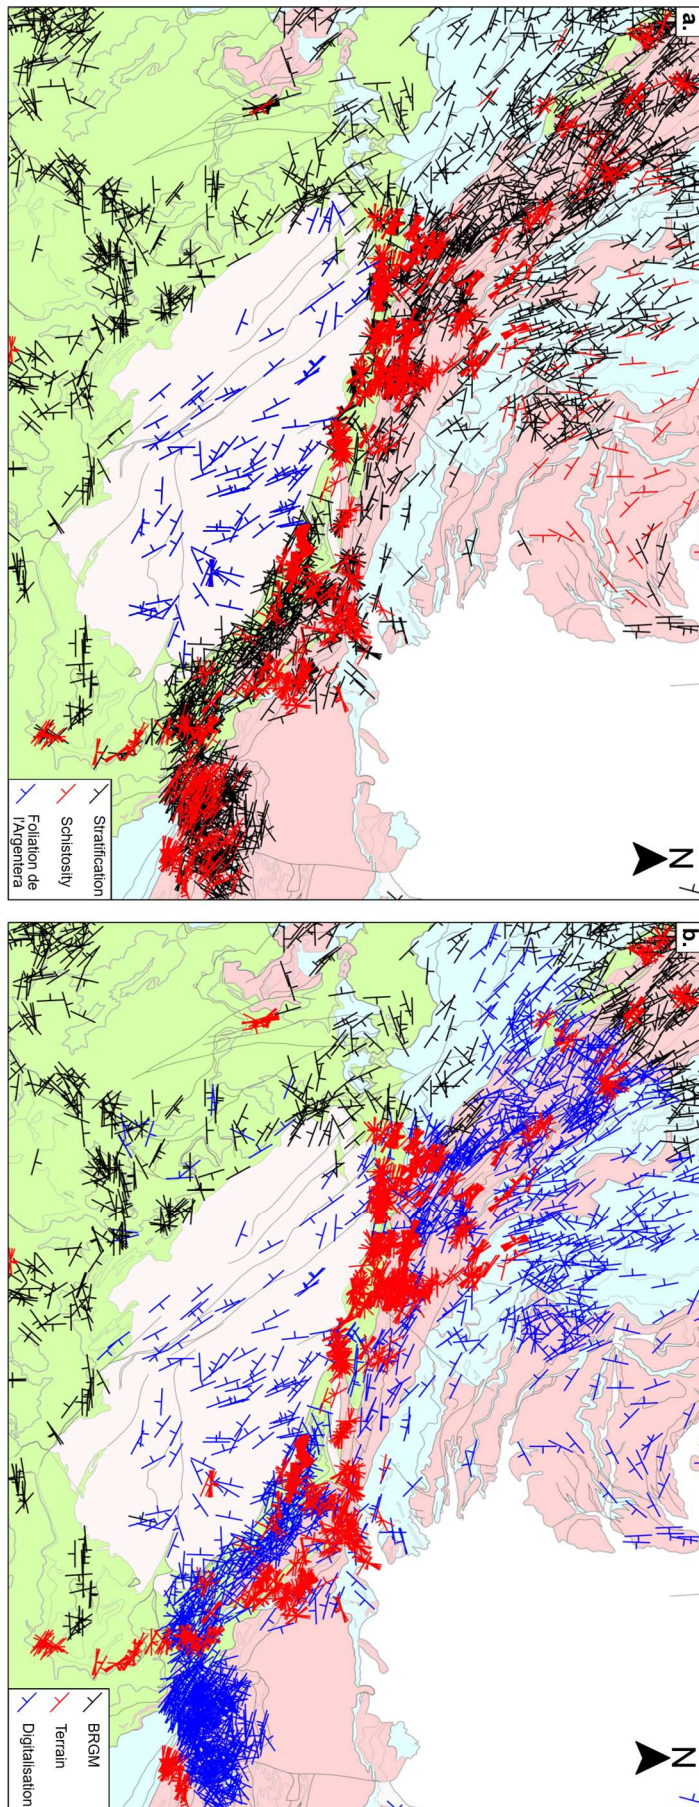 a.
N
Stratification
Schistosity
Foliation de
l'Argentera
b.
N
BRGM
Terrain
Digitalisation